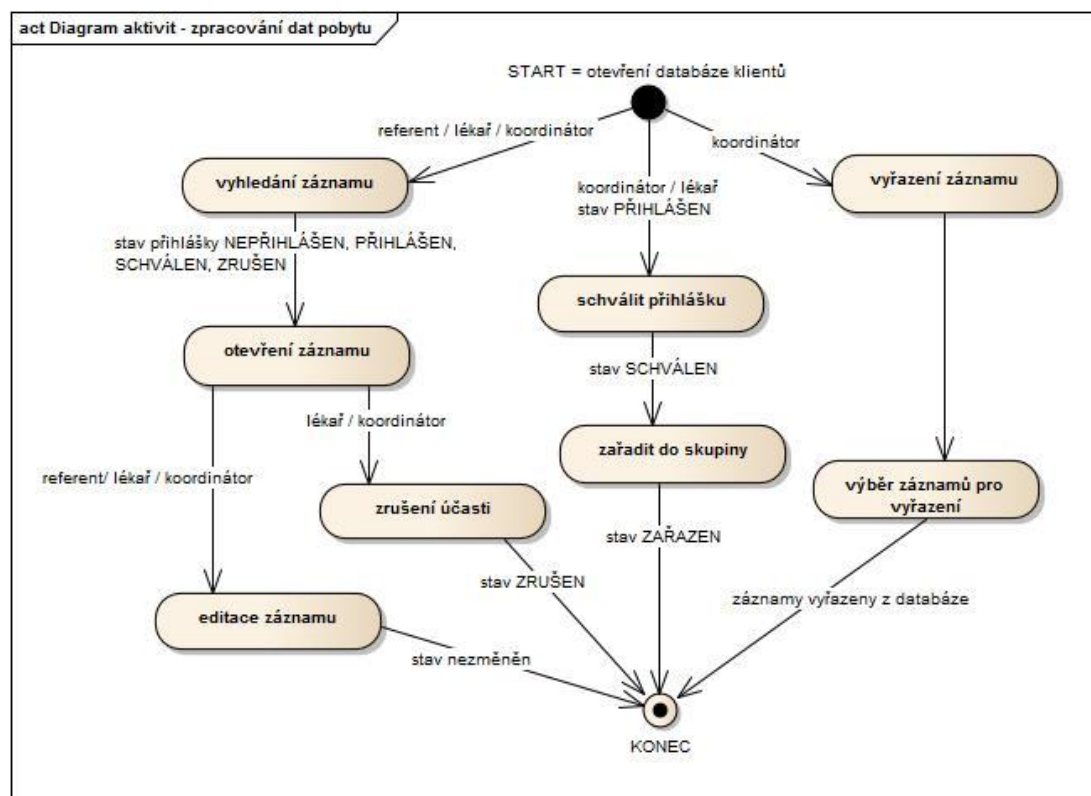 act Diagram aktivit - zpracování dat pobytu
START = otevření databáze klientů
referent / lékař / koordinátor
koordinátor
vyhledání záznamu
koordinátor / lékař
stav PŘIHLÁŠEN
vyřazení záznamu
stav přihlášky NEPŘIHLÁŠEN, PŘIHLÁŠEN,
SCHVÁLEN, ZRUŠEN
schválit přihlášku
otevření záznamu
stav SCHVÁLEN
lékař / koordinátor
zařadit do skupiny
referent/ lékař / koordinátor
zrušení účasti
výběr záznamů pro
vyřazení
stav ZAŘAZEN
stav ZRUŠEN
záznamy vyřazeny z databáze
editace záznamu
stav nezměněn
KONEC